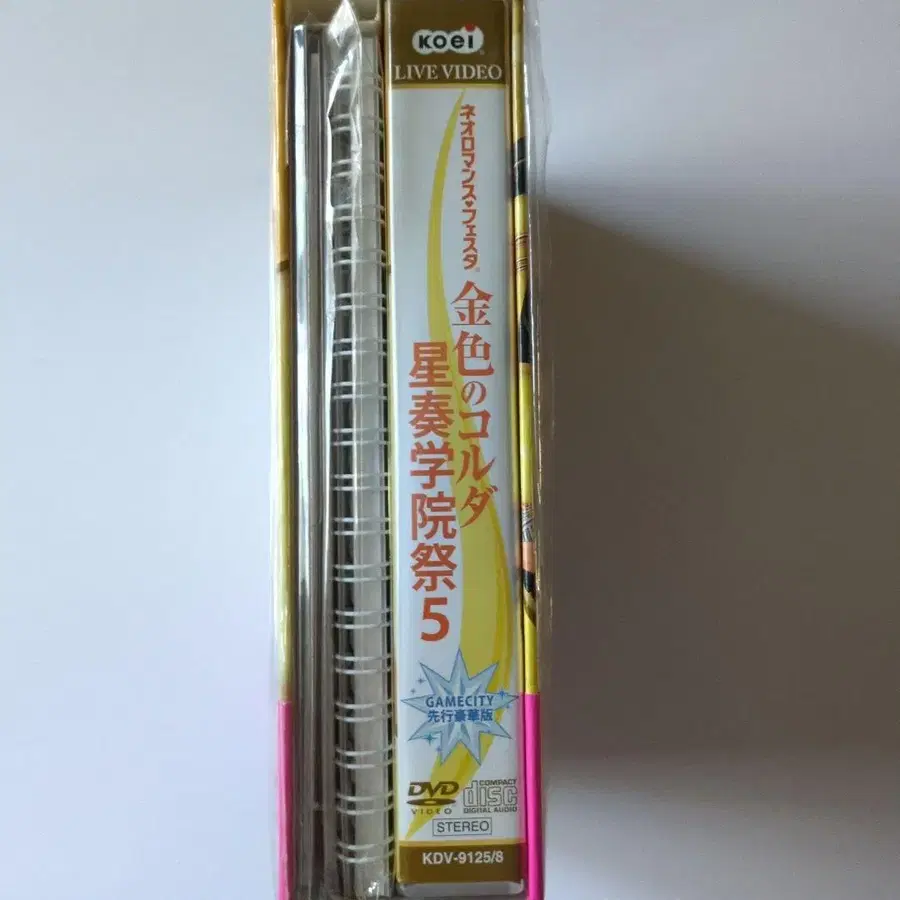 KOEI
LIVE VIDEO
ネオロマンス♥フェスタ®
金色のコルダ
星奏学院祭5
GAMECITY
先行豪華版
DVD
VIDEO
COMPACT
disc
DIGITAL AUDIO
STEREO
KDV-9125/8